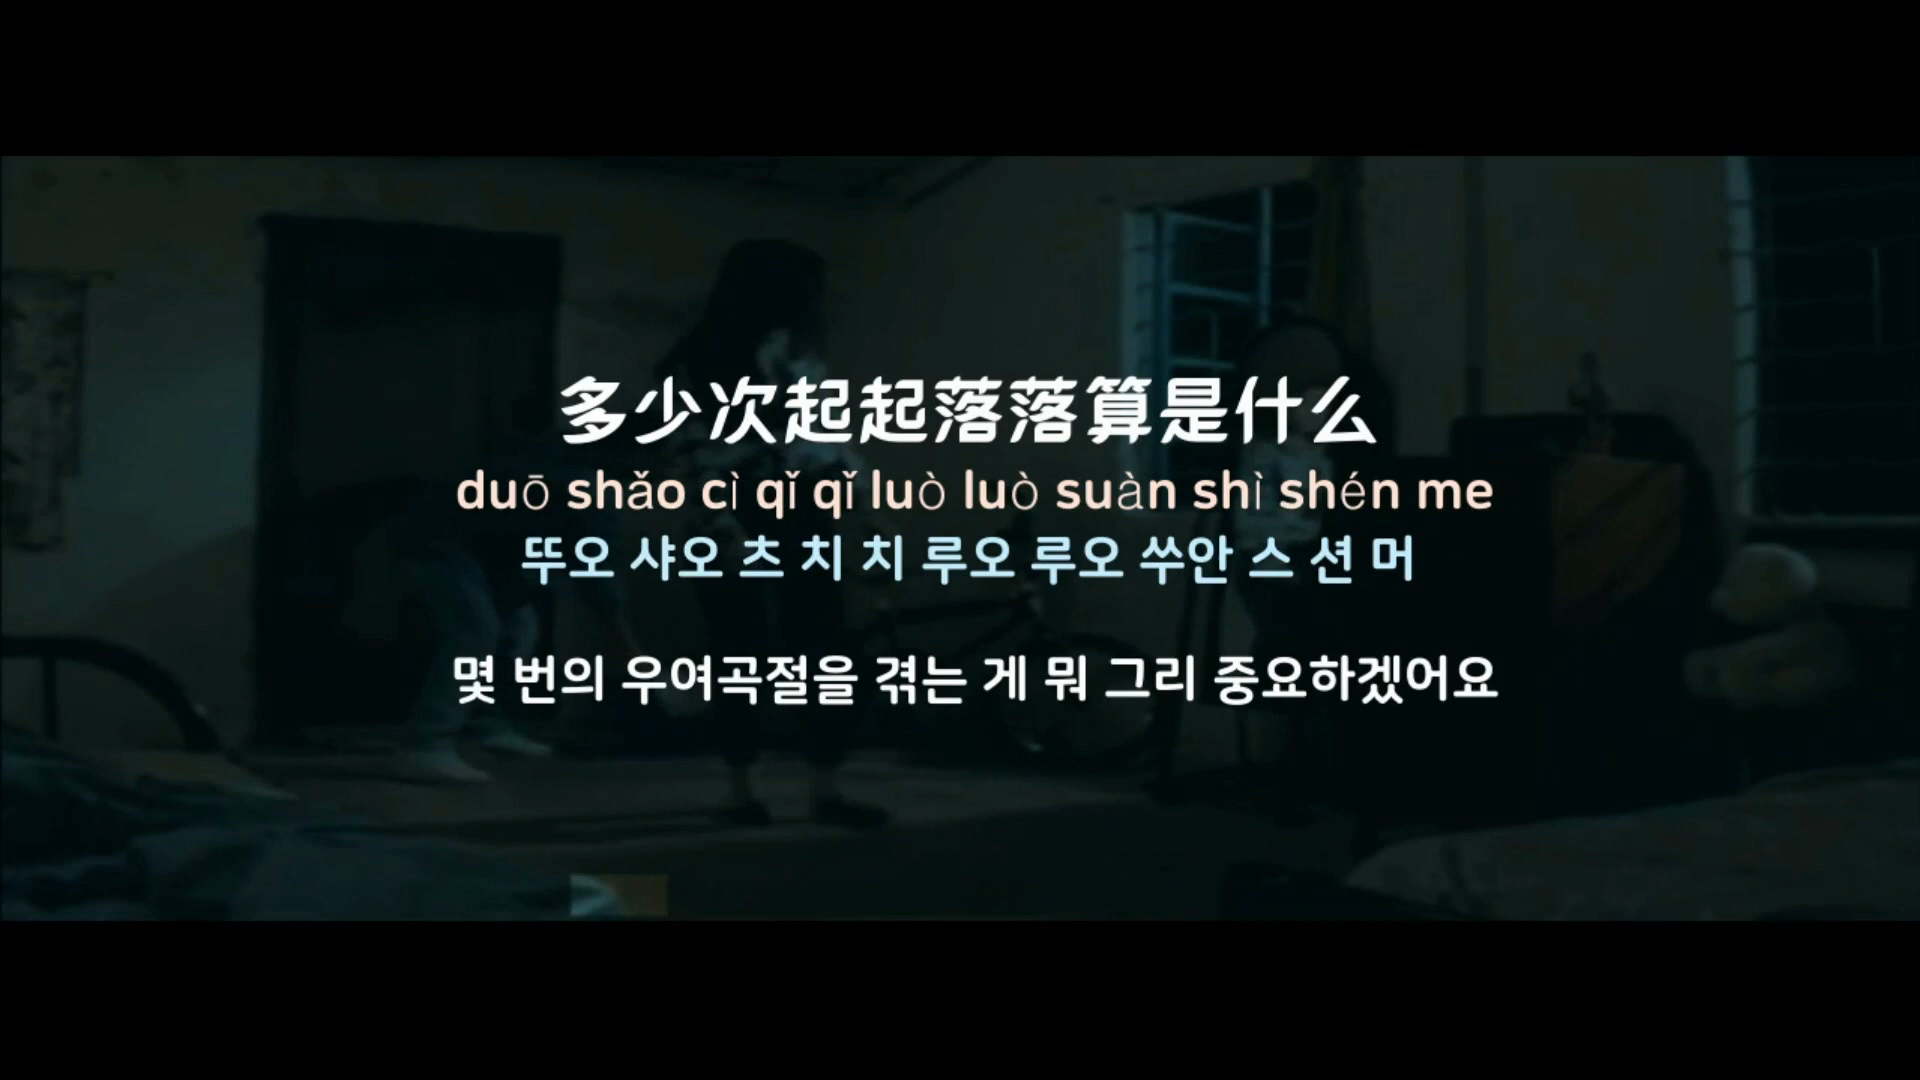 多少次起起落落算是什么
duō shǎo cì qǐ qǐ luò luò suàn shì shén me
뚜오 샤오 츠 치 치 루오 루오 쑤안 스 션 머
몇 번의 우여곡절을 겪는 게 뭐 그리 중요하겠어요